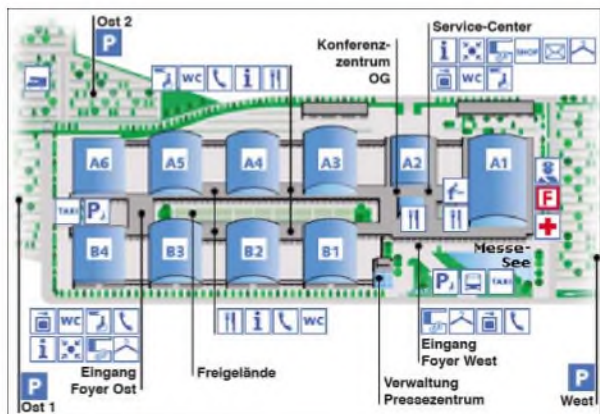 Ost 2
P
Konferenz-
zentrum
OG
Service-Center
i
SHOP
WC
WC
i
A6
A5
A4
A3
A2
A1
F
TAXI
P
B4
B3
B2
B1
Messe-
See
P
TAXI
WC
i
i
WC
Eingang
Foyer Ost
Freigelände
Eingang
Foyer West
Verwaltung
Pressezentrum
P
Ost 1
P
West